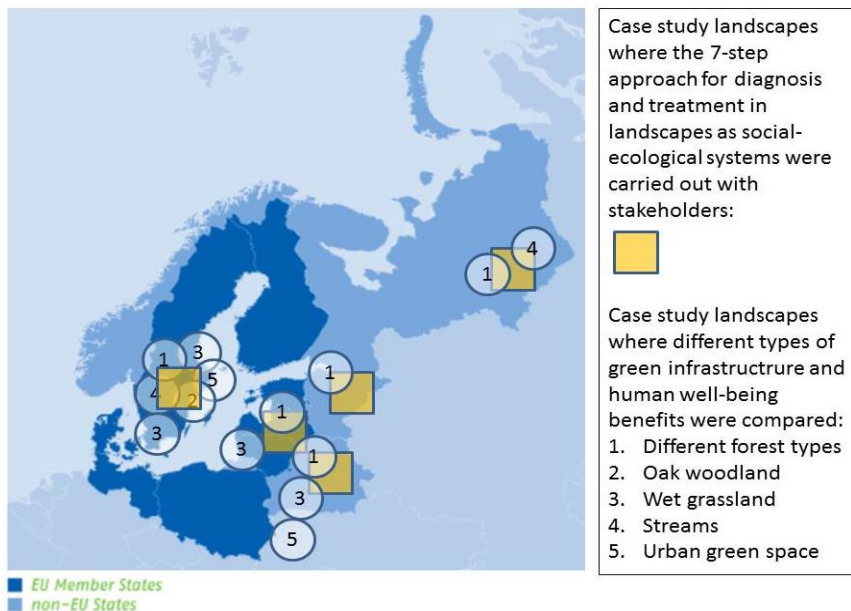 Case study landscapes
where the 7-step
approach for diagnosis
and treatment in
landscapes as social-
ecological systems were
carried out with
stakeholders:
Case study landscapes
where different types of
green infrastructrure and
human well-being
benefits were compared:
1. Different forest types
2. Oak woodland
3. Wet grassland
4. Streams
5. Urban green space
4
1
3
1
5
1
4
2
1
3
3
1
3
5
EU Member States
non-EU States